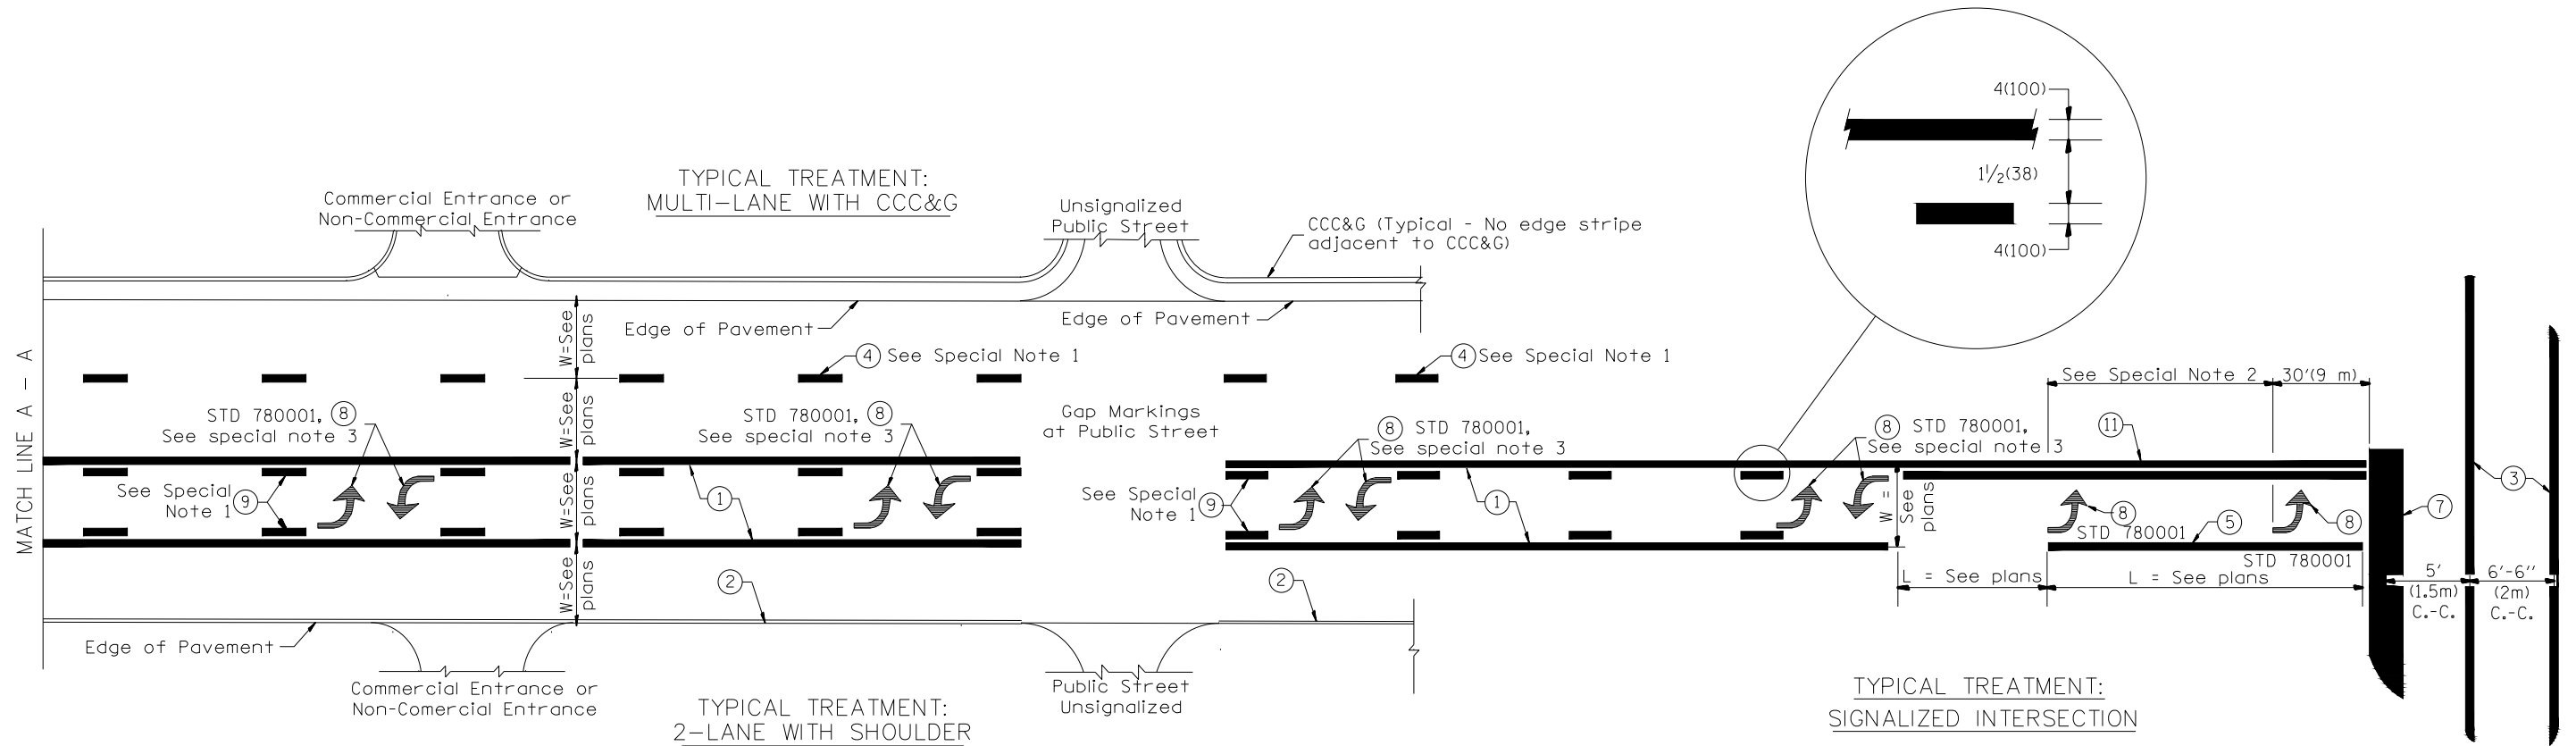 4(100)
1 1/2(38)
4(100)
TYPICAL TREATMENT:
MULTI-LANE WITH CCC&G
Commercial Entrance or
Non-Commercial Entrance
Unsignalized
Public Street
CCC&G (Typical - No edge stripe
adjacent to CCC&G)
Edge of Pavement
Edge of Pavement
W=See
plans
MATCH LINE A - A
4 See Special Note 1
4 See Special Note 1
See Special Note 2
30'(9 m)
STD 780001, 8
See special note 3
W=See
plans
STD 780001, 8
See special note 3
Gap Markings
at Public Street
8 STD 780001,
See special note 3
8 STD 780001,
See special note 3
11
See Special
Note 1
9
W=See
plans
1
See Special
Note 1
9
1
W =
See
plans
8
STD 780001
5
8
STD 780001
7
3
2
W=See
plans
2
L = See plans
L = See plans
5'
(1.5m)
C.-C.
6'-6"
(2m)
C.-C.
Edge of Pavement
Commercial Entrance or
Non-Comercial Entrance
Public Street
Unsignalized
TYPICAL TREATMENT:
2-LANE WITH SHOULDER
TYPICAL TREATMENT:
SIGNALIZED INTERSECTION